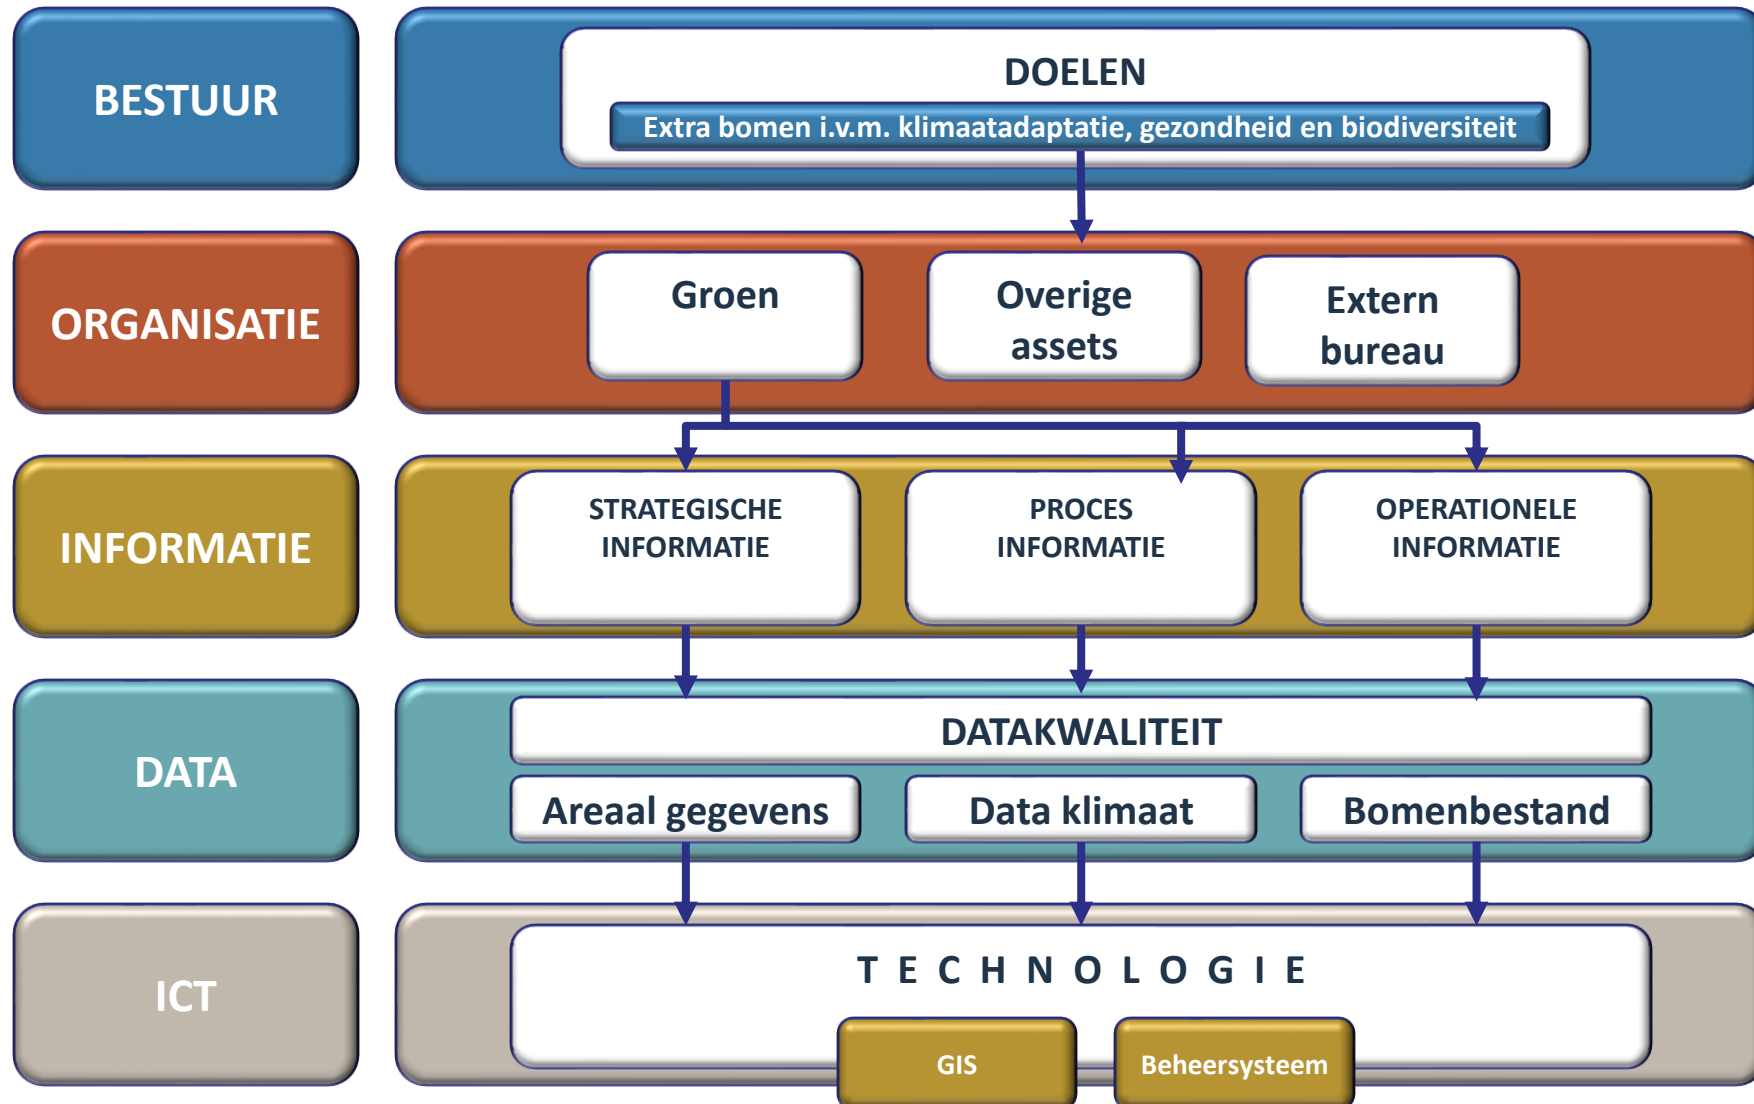 BESTUUR
DOELEN
Extra bomen i.v.m. klimaatadaptatie, gezondheid en biodiversiteit
ORGANISATIE
Groen
Overige
assets
Extern
bureau
INFORMATIE
STRATEGISCHE
INFORMATIE
PROCES
INFORMATIE
OPERATIONELE
INFORMATIE
DATA
DATAKWALITEIT
Areaal gegevens
Data klimaat
Bomenbestand
ICT
T E C H N O L O G I E
GIS
Beheersysteem